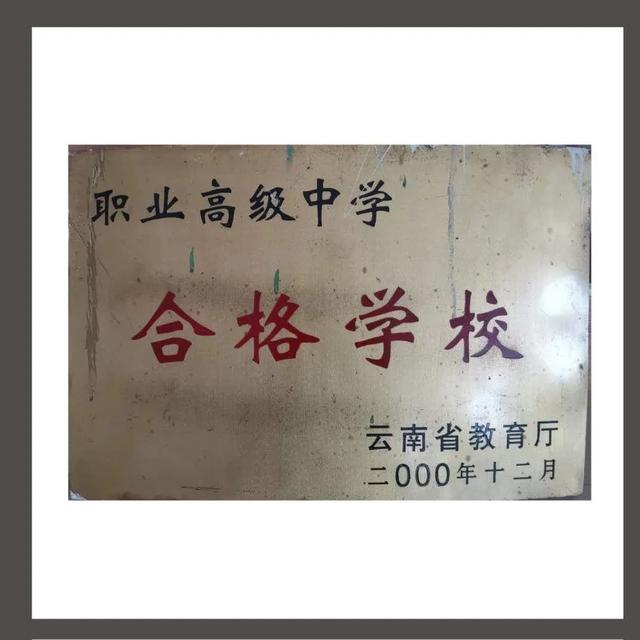 职业高级中学
合格学校
云南省教育厅
二000年十二月